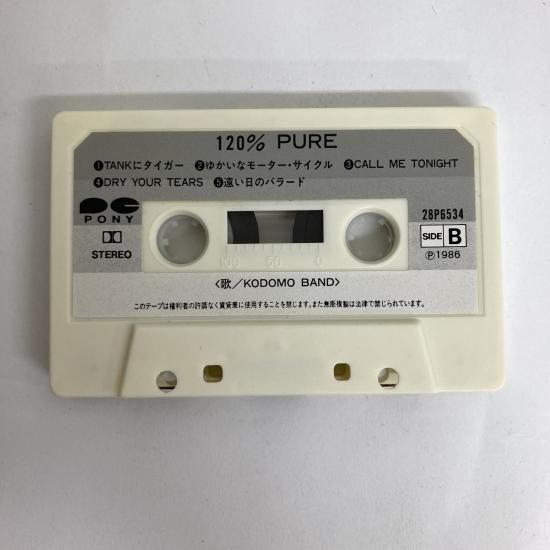 120% PURE
❶TANKにタイガー ❷ゆかいなモーター・サイクル ❸CALL ME TONIGHT
❹DRY YOUR TEARS ❺遠い日のバラード
PONY
28P6534
STEREO
SIDE B
Ⓟ1986
100 50 0
〈歌/KODOMO BAND〉
このテープは権利者の許諾なく賃貸業に使用することを禁じます。また無断複製は法律で禁じられています。